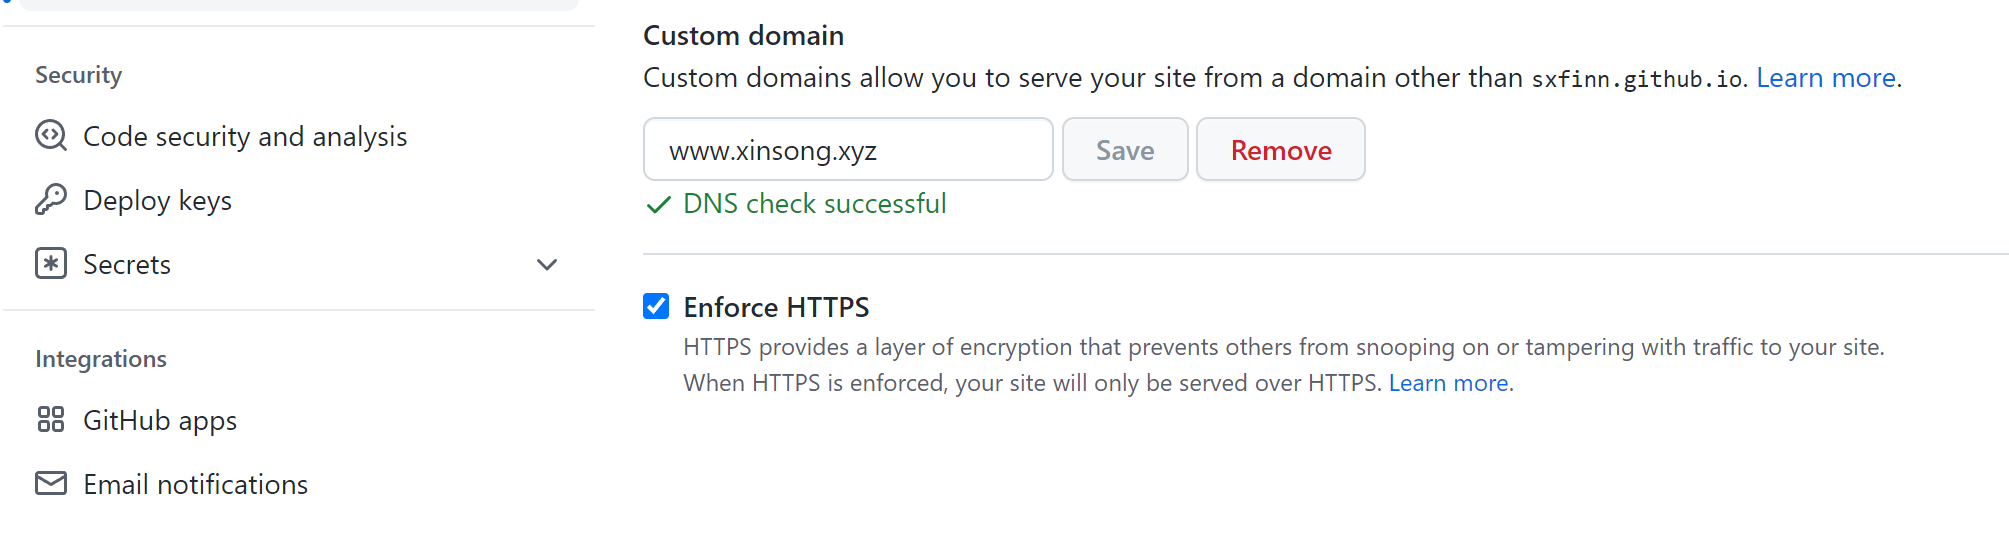 Security
Code security and analysis
Deploy keys
Secrets
Integrations
GitHub apps
Email notifications
Custom domain
Custom domains allow you to serve your site from a domain other than sxfinn.github.io. Learn more.
www.xinsong.xyz Save Remove
DNS check successful
Enforce HTTPS
HTTPS provides a layer of encryption that prevents others from snooping on or tampering with traffic to your site.
When HTTPS is enforced, your site will only be served over HTTPS. Learn more.